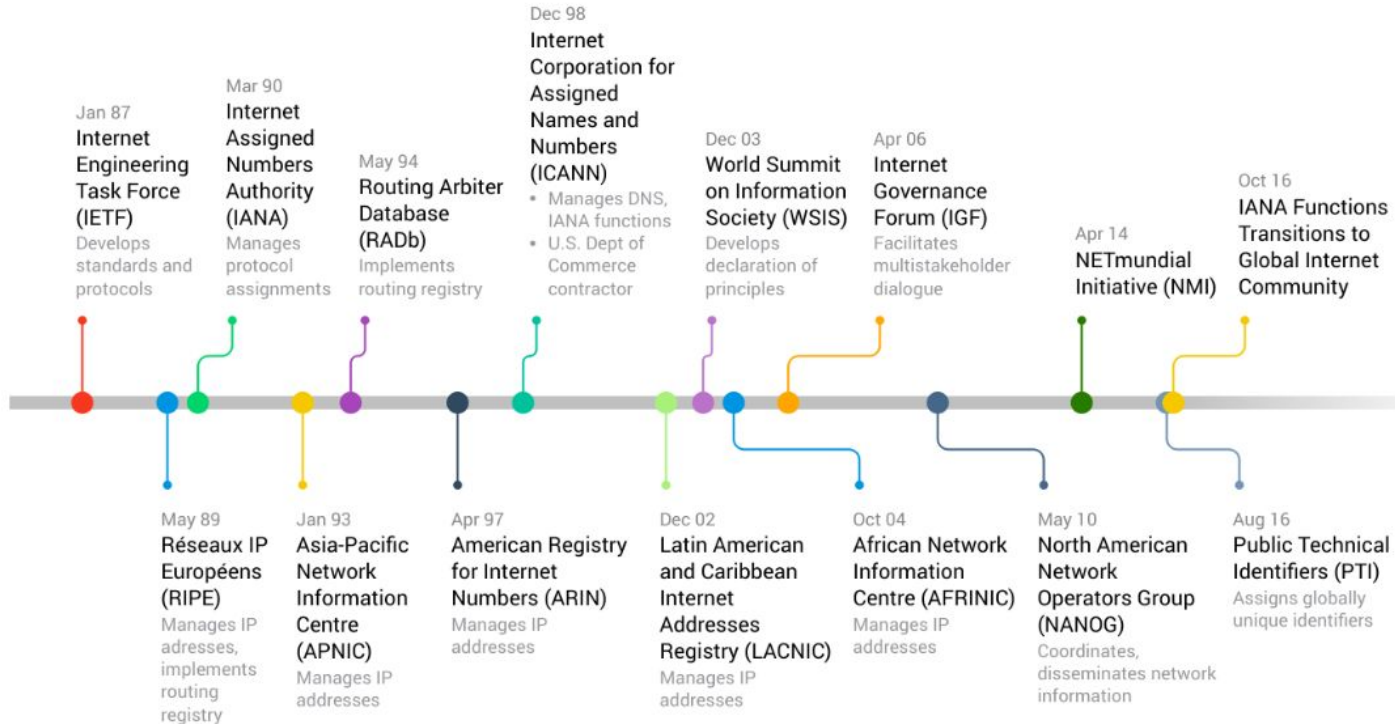 Jan 87
Internet
Engineering
Task Force
(IETF)
Develops
standards and
protocols
Mar 90
Internet
Assigned
Numbers
Authority
(IANA)
Manages
protocol
assignments
May 94
Routing Arbiter
Database
(RADb)
Implements
routing registry
Dec 98
Internet
Corporation for
Assigned
Names and
Numbers
(ICANN)
• Manages DNS,
IANA functions
• U.S. Dept of
Commerce
contractor
Dec 03
World Summit
on Information
Society (WSIS)
Develops
declaration of
principles
Apr 06
Internet
Governance
Forum (IGF)
Facilitates
multistakeholder
dialogue
Apr 14
NETmundial
Initiative (NMI)
Oct 16
IANA Functions
Transitions to
Global Internet
Community
May 89
Réseaux IP
Européens
(RIPE)
Manages IP
adresses,
implements
routing
registry
Jan 93
Asia-Pacific
Network
Information
Centre
(APNIC)
Manages IP
addresses
Apr 97
American Registry
for Internet
Numbers (ARIN)
Manages IP
addresses
Dec 02
Latin American
and Caribbean
Internet
Addresses
Registry (LACNIC)
Manages IP
addresses
Oct 04
African Network
Information
Centre (AFRINIC)
Manages IP
addresses
May 10
North American
Network
Operators Group
(NANOG)
Coordinates,
disseminates network
information
Aug 16
Public Technical
Identifiers (PTI)
Assigns globally
unique identifiers